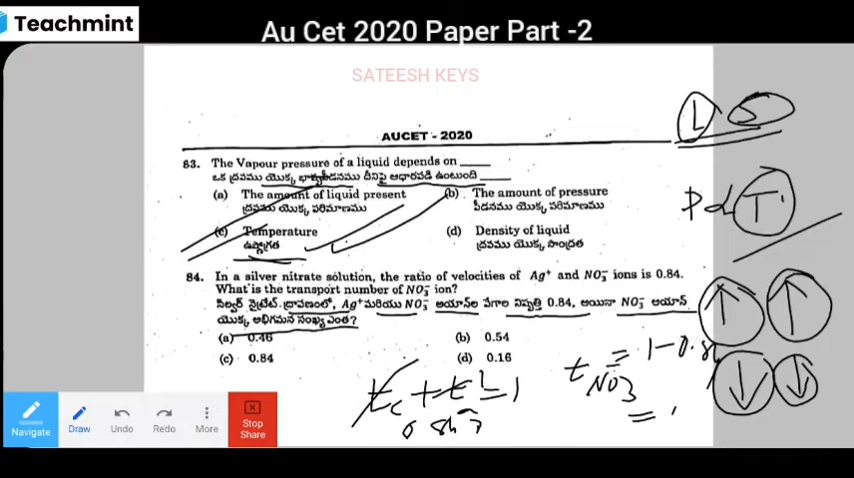 Teachmint
Au Cet 2020 Paper Part -2
SATEESH KEYS
AUCET - 2020
83. The Vapour pressure of a liquid depends on ____
ఒక ద్రవము యొక్క భాష్పపీడనము దీనిపై ఆధారపడి ఉంటుంది ____
(a) The amount of liquid present
ద్రవము యొక్క పరిమాణము
(b) The amount of pressure
పీడనము యొక్క పరిమాణము
(c) Temperature
ఉష్ణోగ్రత
(d) Density of liquid
ద్రవము యొక్క సాంద్రత
84. In a silver nitrate solution, the ratio of velocities of Ag⁺ and NO₃⁻ ions is 0.84.
What is the transport number of NO₃⁻ ion?
సిల్వర్ నైట్రేట్ ద్రావణంలో, Ag⁺ మరియు NO₃⁻ అయాన్‌ల వేగాల నిష్పత్తి 0.84, అయినా NO₃⁻ అయాన్
యొక్క అభిగమన సంఖ్య ఎంత?
(a) 0.46
(b) 0.54
(c) 0.84
(d) 0.16
L
P ∝ T
t NO3 = 1-0.84
=
Navigate
Draw
Undo
Redo
More
Stop
Share